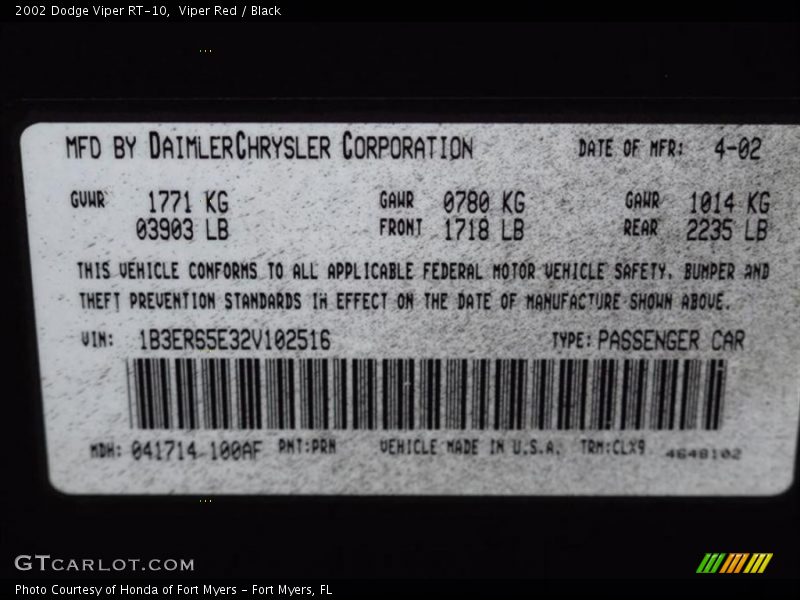 2002 Dodge Viper RT-10, Viper Red / Black
MFD BY DAIMLERCHRYSLER CORPORATION DATE OF MFR: 4-02
GVWR 1771 KG GAWR 0780 KG GAWR 1014 KG
03903 LB FRONT 1718 LB REAR 2235 LB
THIS VEHICLE CONFORMS TO ALL APPLICABLE FEDERAL MOTOR VEHICLE SAFETY, BUMPER AND
THEFT PREVENTION STANDARDS IN EFFECT ON THE DATE OF MANUFACTURE SHOWN ABOVE.
VIN: 1B3ER65E32V102516 TYPE: PASSENGER CAR
MDH: 041714 100AF PNT:PRN VEHICLE MADE IN U.S.A. TRM:CLX9 4648102
GTCARLOT.COM
Photo Courtesy of Honda of Fort Myers - Fort Myers, FL